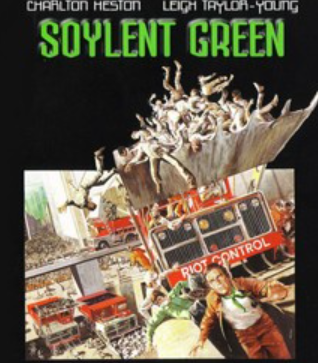 CHARLTON HESTON LEIGH TAYLOR-YOUNG
SOYLENT GREEN
RIOT CONTROL